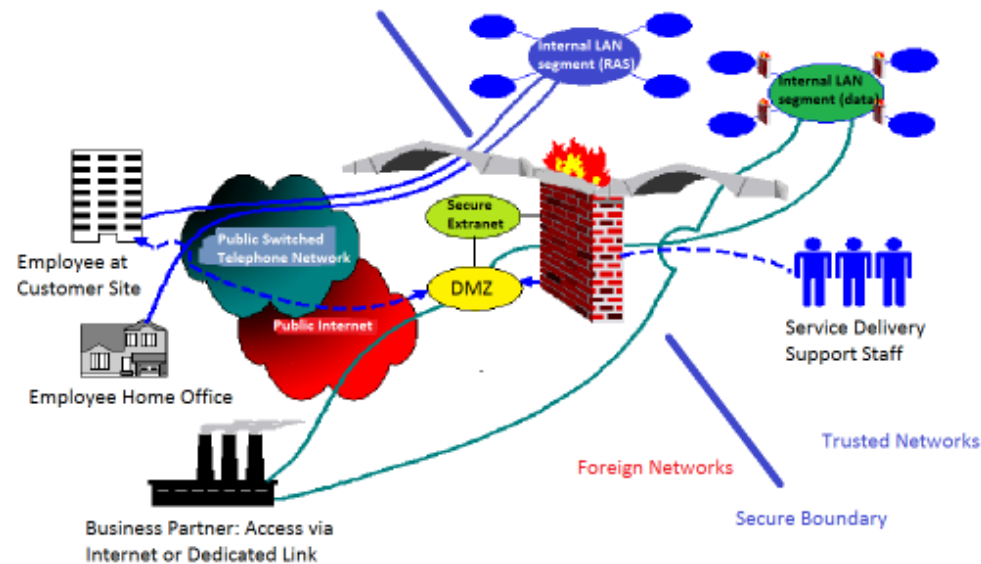 Internal LAN
segment (RAS)
Internal LAN
segment (data)
Secure
Extranet
Public Switched
Telephone Network
Employee at
Customer Site
DMZ
Public Internet
Service Delivery
Support Staff
Employee Home Office
Trusted Networks
Foreign Networks
Secure Boundary
Business Partner: Access via
Internet or Dedicated Link